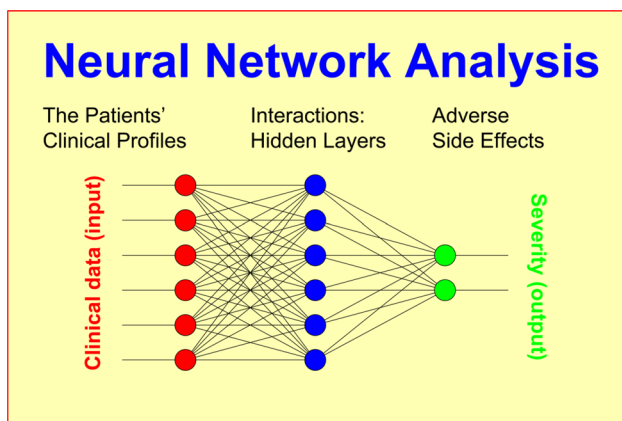 Neural Network Analysis
The Patients’
Clinical Profiles
Interactions:
Hidden Layers
Adverse
Side Effects
Clinical data (input)
Severity (output)